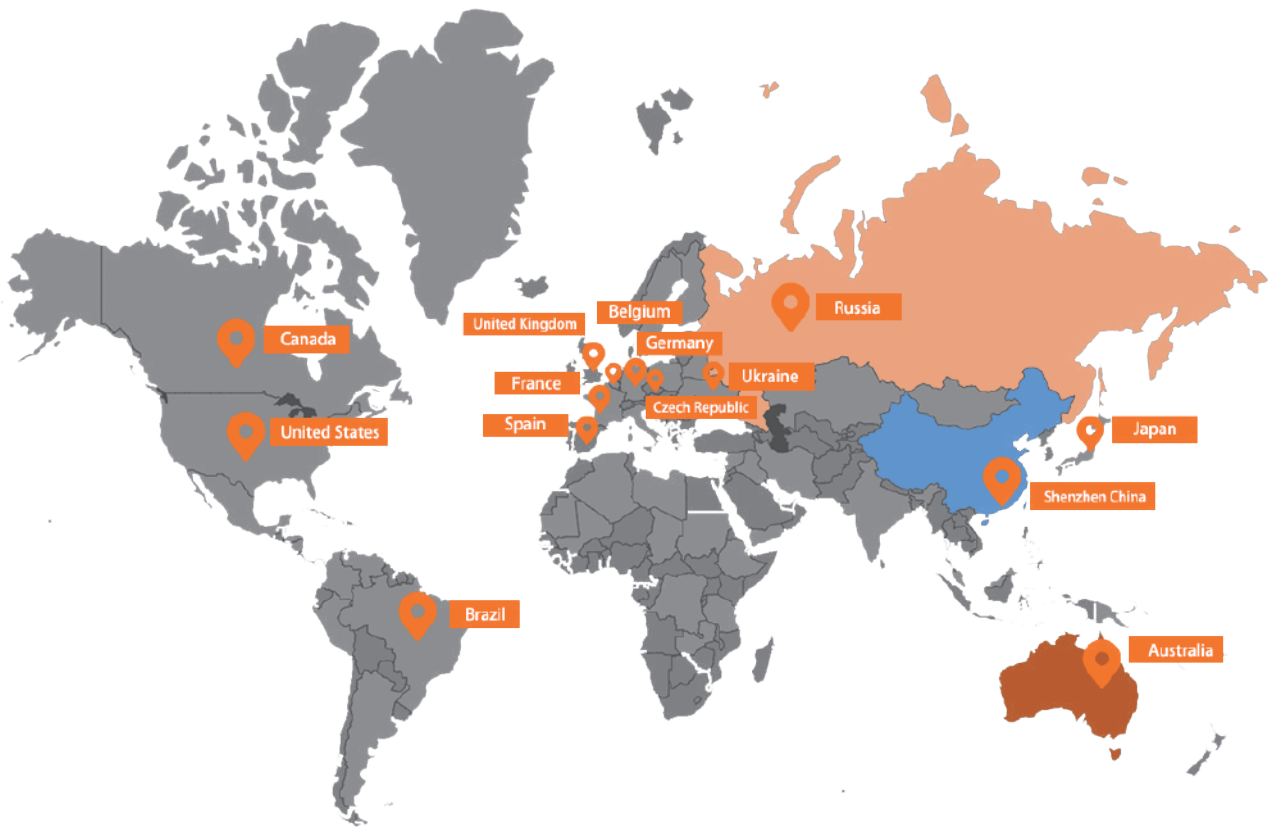 Belgium
Russia
United Kingdom
Canada
Germany
Ukraine
France
Czech Republic
Spain
United States
Japan
Shenzhen China
Brazil
Australia